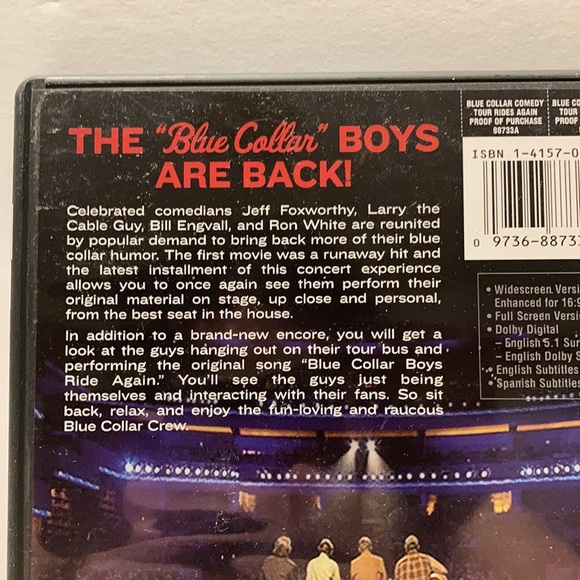 THE "Blue Collar" BOYS
ARE BACK!
Celebrated comedians Jeff Foxworthy, Larry the
Cable Guy, Bill Engvall, and Ron White are reunited
by popular demand to bring back more of their blue
collar humor. The first movie was a runaway hit and
the latest installment of this concert experience
allows you to once again see them perform their
original material on stage, up close and personal,
from the best seat in the house.
In addition to a brand-new encore, you will get a
look at the guys hanging out on their tour bus and
performing the original song "Blue Collar Boys
Ride Again." You'll see the guys just being
themselves and interacting with their fans. So sit
back, relax, and enjoy the fun-loving and raucous
Blue Collar Crew.
BLUE COLLAR COMEDY
TOUR RIDES AGAIN
PROOF OF PURCHASE
88733A
BLUE CO
TOUR
PROOF
ISBN 1-4157-0
0 9736-8873
• Widescreen Versi
Enhanced for 16:9
• Full Screen Versio
• Dolby Digital
– English 5.1 Sur
– English Dolby S
• English Subtitles
• Spanish Subtitle